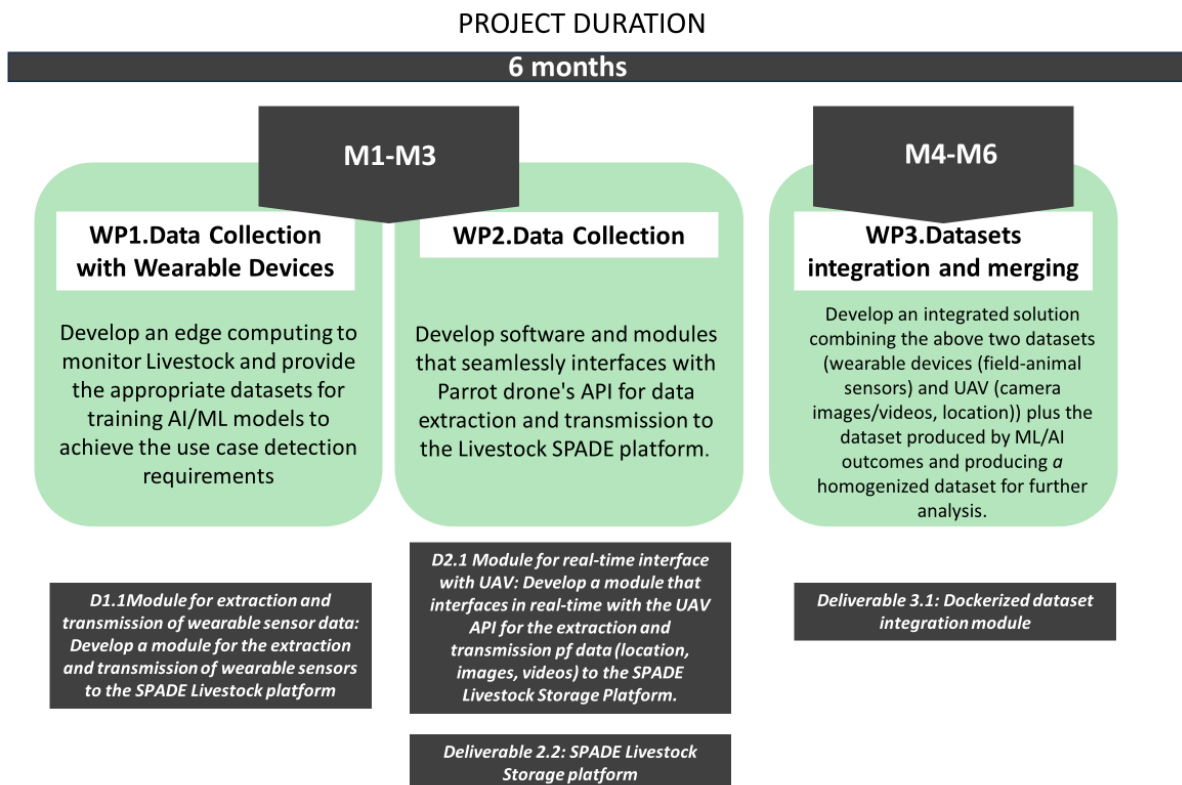 PROJECT DURATION
6 months
M1-M3
M4-M6
WP1.Data Collection
with Wearable Devices
Develop an edge computing to
monitor Livestock and provide
the appropriate datasets for
training AI/ML models to
achieve the use case detection
requirements
WP2.Data Collection
Develop software and modules
that seamlessly interfaces with
Parrot drone's API for data
extraction and transmission to
the Livestock SPADE platform.
WP3.Datasets
integration and merging
Develop an integrated solution
combining the above two datasets
(wearable devices (field-animal
sensors) and UAV (camera
images/videos, location)) plus the
dataset produced by ML/AI
outcomes and producing a
homogenized dataset for further
analysis.
D1.1Module for extraction and
transmission of wearable sensor data:
Develop a module for the extraction
and transmission of wearable sensors
to the SPADE Livestock platform
D2.1 Module for real-time interface
with UAV: Develop a module that
interfaces in real-time with the UAV
API for the extraction and
transmission pf data (location,
images, videos) to the SPADE
Livestock Storage Platform.
Deliverable 2.2: SPADE Livestock
Storage platform
Deliverable 3.1: Dockerized dataset
integration module